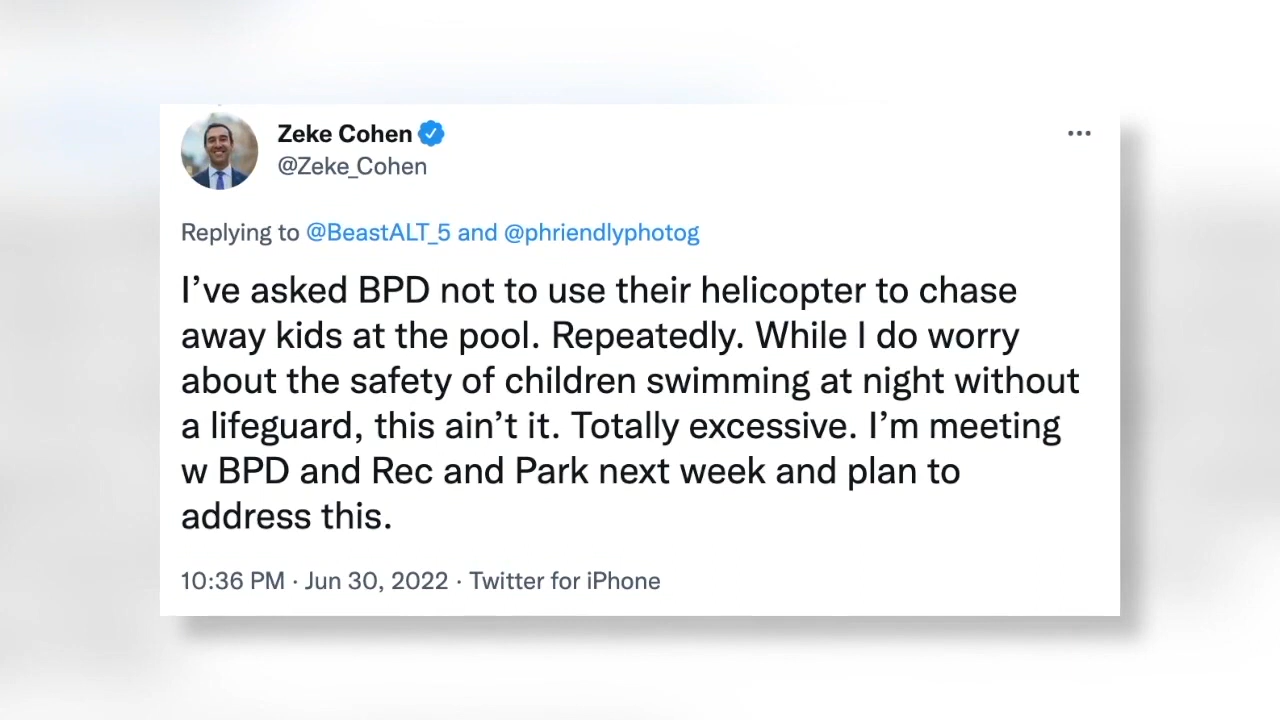 Zeke Cohen
@Zeke_Cohen
Replying to @BeastALT_5 and @phriendlyphotog
I’ve asked BPD not to use their helicopter to chase
away kids at the pool. Repeatedly. While I do worry
about the safety of children swimming at night without
a lifeguard, this ain’t it. Totally excessive. I’m meeting
w BPD and Rec and Park next week and plan to
address this.
10:36 PM · Jun 30, 2022 · Twitter for iPhone